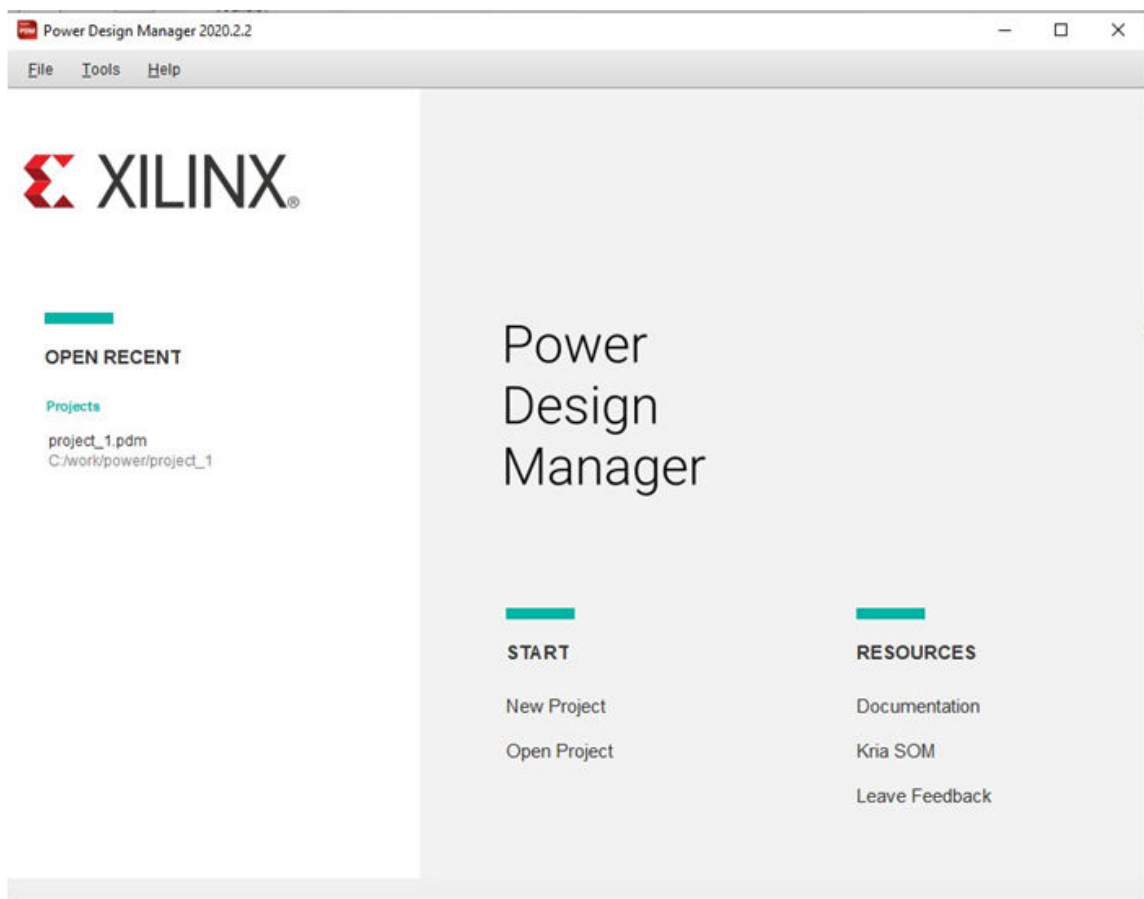 Power Design Manager 2020.2.2
File Tools Help
XILINX®
OPEN RECENT
Projects
project_1.pdm
C:/work/power/project_1
Power
Design
Manager
START
New Project
Open Project
RESOURCES
Documentation
Kria SOM
Leave Feedback